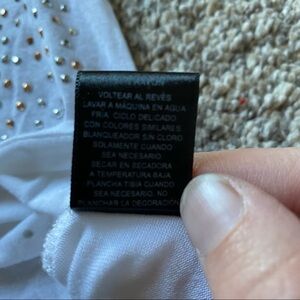 VOLTEAR AL REVÉS
LAVAR A MÁQUINA EN AGUA
FRÍA, CICLO DELICADO
CON COLORES SIMILARES
BLANQUEADOR SIN CLORO
SOLAMENTE CUANDO
SEA NECESARIO
SECAR EN SECADORA
A TEMPERATURA BAJA
PLANCHA TIBIA CUANDO
SEA NECESARIO. NO
PLANCHAR LA DECORACIÓN